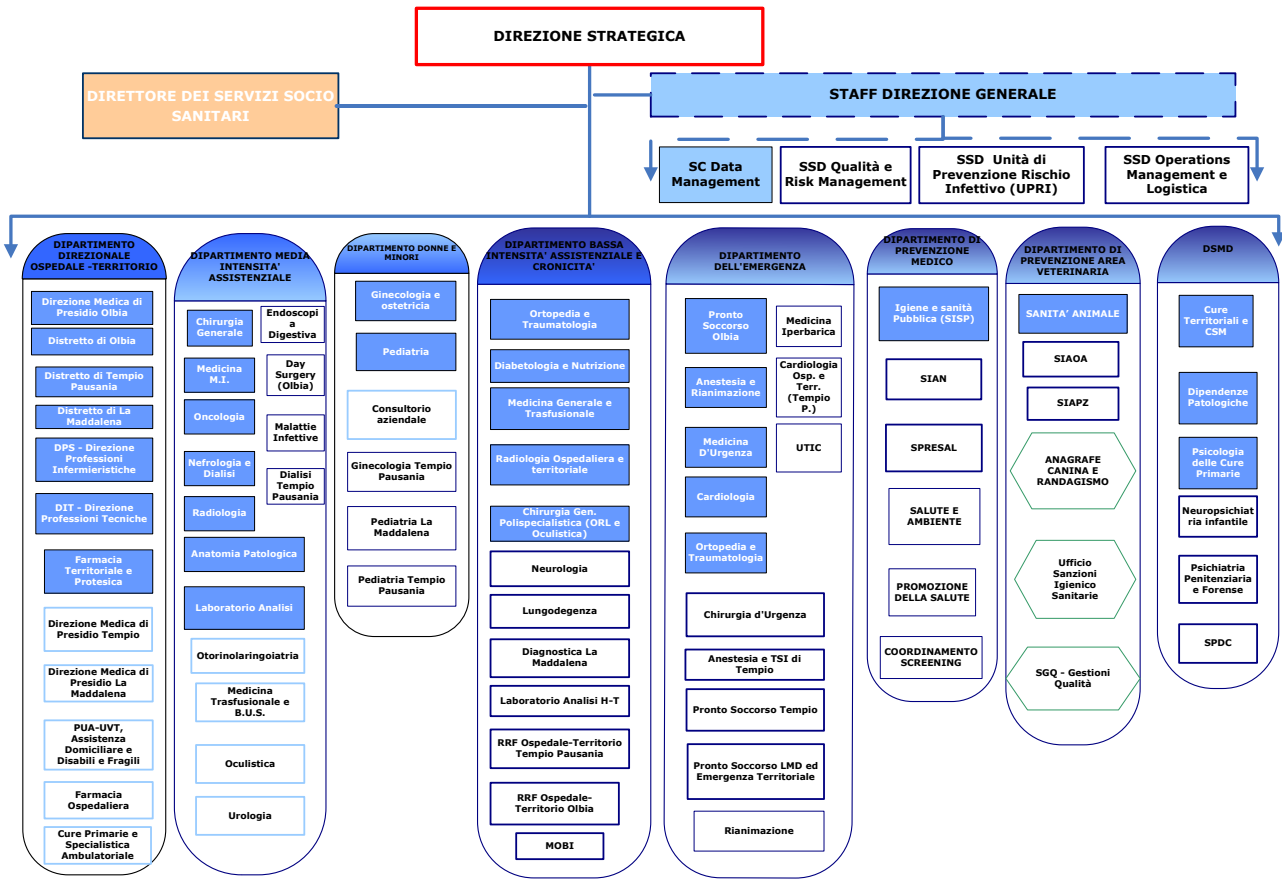 DIREZIONE STRATEGICA
DIRETTORE DEI SERVIZI SOCIO
SANITARI
STAFF DIREZIONE GENERALE
SC Data
Management
SSD Qualità e
Risk Management
SSD Unità di
Prevenzione Rischio
Infettivo (UPRI)
SSD Operations
Management e
Logistica
DIPARTIMENTO
DIREZIONALE
OSPEDALE -TERRITORIO
Direzione Medica di
Presidio Olbia
Distretto di Olbia
Distretto di Tempio
Pausania
Distretto di La
Maddalena
DPS - Direzione
Professioni
Infermieristiche
DIT - Direzione
Professioni Tecniche
Farmacia
Territoriale e
Protesica
Direzione Medica di
Presidio Tempio
Direzione Medica di
Presidio La
Maddalena
PUA-UVT,
Assistenza
Domiciliare e
Disabili e Fragili
Farmacia
Ospedaliera
Cure Primarie e
Specialistica
Ambulatoriale
DIPARTIMENTO MEDIA
INTENSITA'
ASSISTENZIALE
Chirurgia
Generale
Endoscopi
a
Digestiva
Medicina
M.I.
Day
Surgery
(Olbia)
Oncologia
Malattie
Infettive
Nefrologia e
Dialisi
Dialisi
Tempio
Pausania
Radiologia
Anatomia Patologica
Laboratorio Analisi
Otorinolaringoiatria
Medicina
Trasfusionale e
B.U.S.
Oculistica
Urologia
DIPARTIMENTO DONNE E
MINORI
Ginecologia e
ostetricia
Pediatria
Consultorio
aziendale
Ginecologia Tempio
Pausania
Pediatria La
Maddalena
Pediatria Tempio
Pausania
DIPARTIMENTO BASSA
INTENSITA' ASSISTENZIALE E
CRONICITA'
Ortopedia e
Traumatologia
Diabetologia e Nutrizione
Medicina Generale e
Trasfusionale
Radiologia Ospedaliera e
territoriale
Chirurgia Gen.
Polispecialistica (ORL e
Oculistica)
Neurologia
Lungodegenza
Diagnostica La
Maddalena
Laboratorio Analisi H-T
RRF Ospedale-Territorio
Tempio Pausania
RRF Ospedale-
Territorio Olbia
MOBI
DIPARTIMENTO
DELL'EMERGENZA
Pronto
Soccorso
Olbia
Medicina
Iperbarica
Anestesia e
Rianimazione
Cardiologia
Osp. e
Terr.
(Tempio
P.)
Medicina
D'Urgenza
UTIC
Cardiologia
Ortopedia e
Traumatologia
Chirurgia d'Urgenza
Anestesia e TSI di
Tempio
Pronto Soccorso Tempio
Pronto Soccorso LMD ed
Emergenza Territoriale
Rianimazione
DIPARTIMENTO DI
PREVENZIONE
MEDICO
Igiene e sanità
Pubblica (SISP)
SIAN
SPRESAL
SALUTE E
AMBIENTE
PROMOZIONE
DELLA SALUTE
COORDINAMENTO
SCREENING
DIPARTIMENTO DI
PREVENZIONE AREA
VETERINARIA
SANITA' ANIMALE
SIAOA
SIAPZ
ANAGRAFE
CANINA E
RANDAGISMO
Ufficio
Sanzioni
Igienico
Sanitarie
SGQ - Gestioni
Qualità
DSMD
Cure
Territoriali e
CSM
Dipendenze
Patologiche
Psicologia
delle Cure
Primarie
Neuropsichiat
ria infantile
Psichiatria
Penitenziaria
e Forense
SPDC